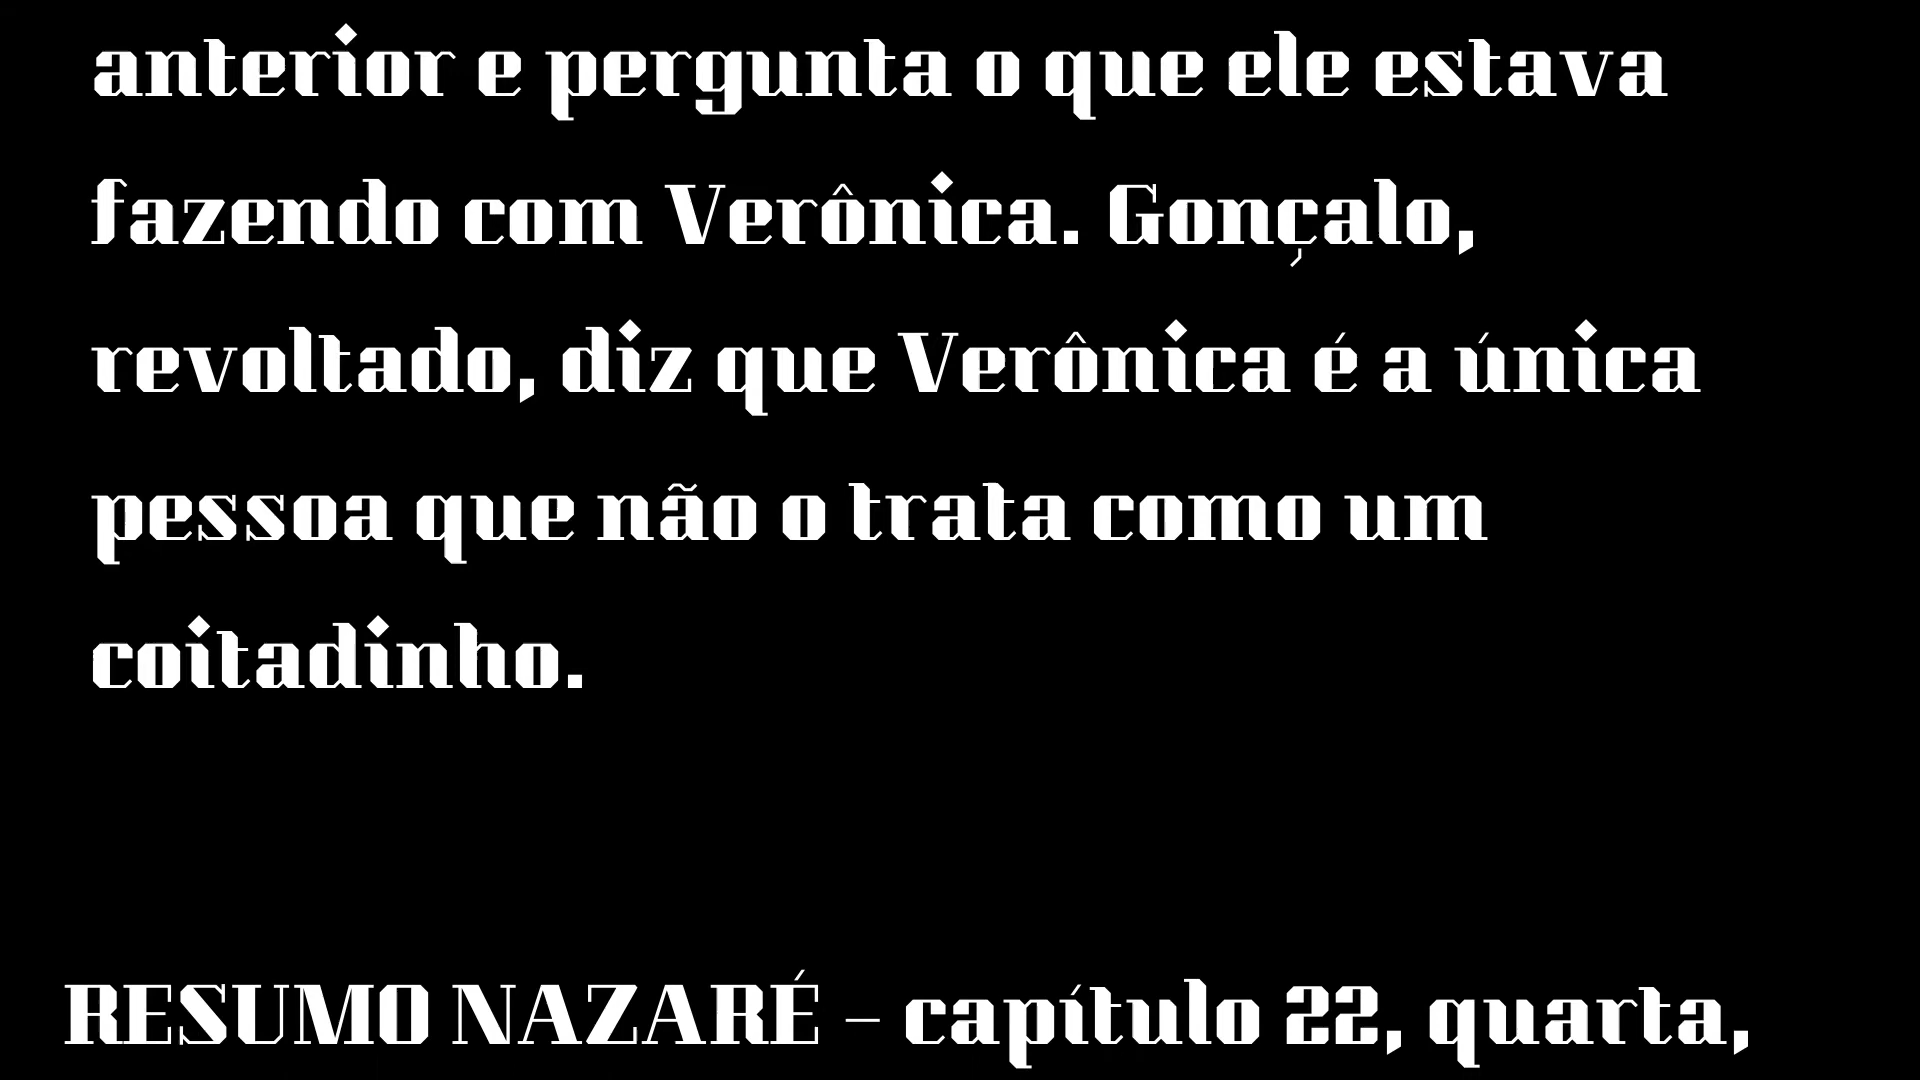 anterior e pergunta o que ele estava
fazendo com Verônica. Gonçalo,
revoltado, diz que Verônica é a única
pessoa que não o trata como um
coitadinho.
RESUMO NAZARÉ – capítulo 22, quarta,